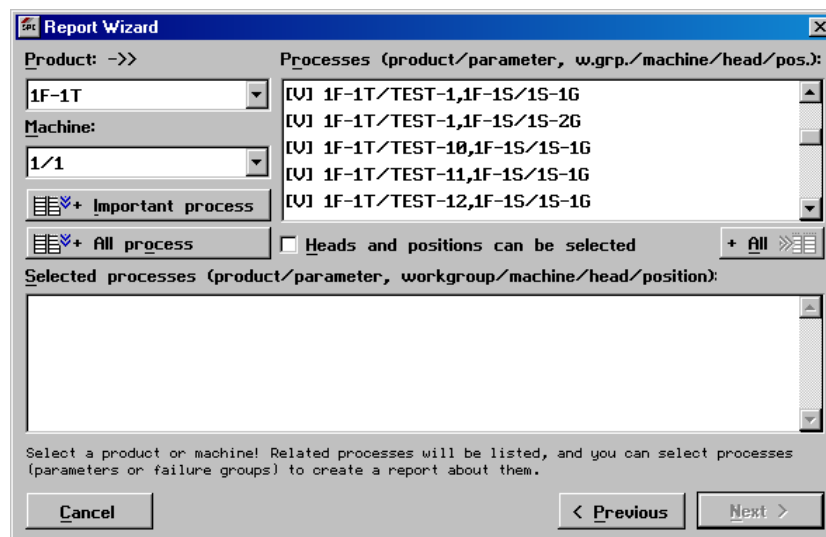 SPC Report Wizard
Product: ->>
Processes (product/parameter, w.grp./machine/head/pos.):
1F-1T
[V] 1F-1T/TEST-1,1F-1S/1S-1G
[V] 1F-1T/TEST-1,1F-1S/1S-2G
Machine:
[V] 1F-1T/TEST-10,1F-1S/1S-1G
1/1
[V] 1F-1T/TEST-11,1F-1S/1S-1G
[V] 1F-1T/TEST-12,1F-1S/1S-1G
+ Important process
+ All process
Heads and positions can be selected
+ All
Selected processes (product/parameter, workgroup/machine/head/position):
Select a product or machine! Related processes will be listed, and you can select processes
(parameters or failure groups) to create a report about them.
Cancel
< Previous
Next >